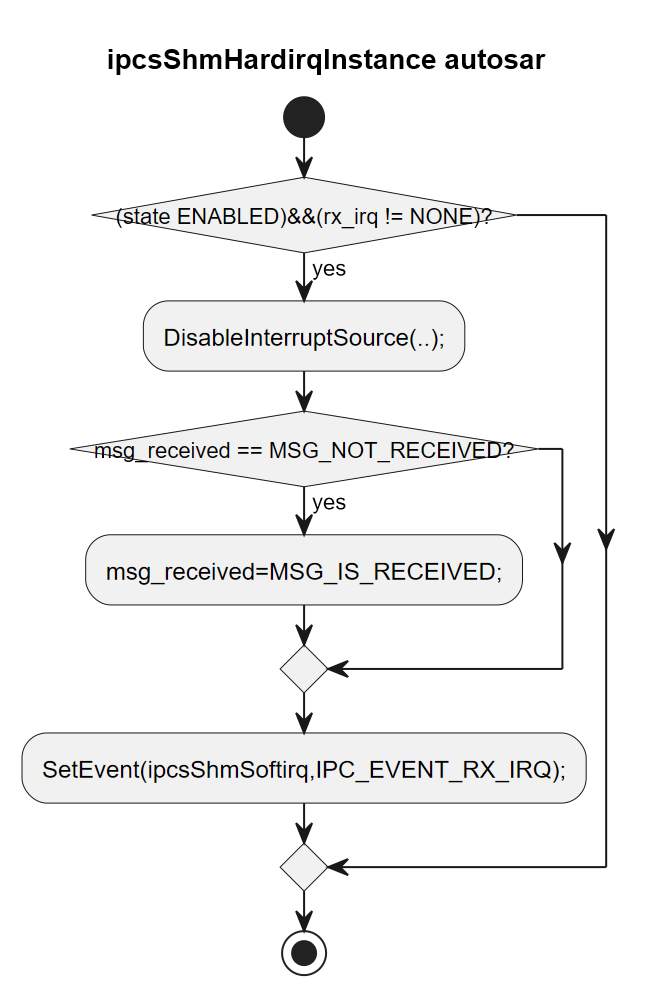 ipcsShmHardirqInstance autosar
(state ENABLED)&&(rx_irq != NONE)?
yes
DisableInterruptSource(..);
msg_received == MSG_NOT_RECEIVED?
yes
msg_received=MSG_IS_RECEIVED;
SetEvent(ipcsShmSoftirq,IPC_EVENT_RX_IRQ);